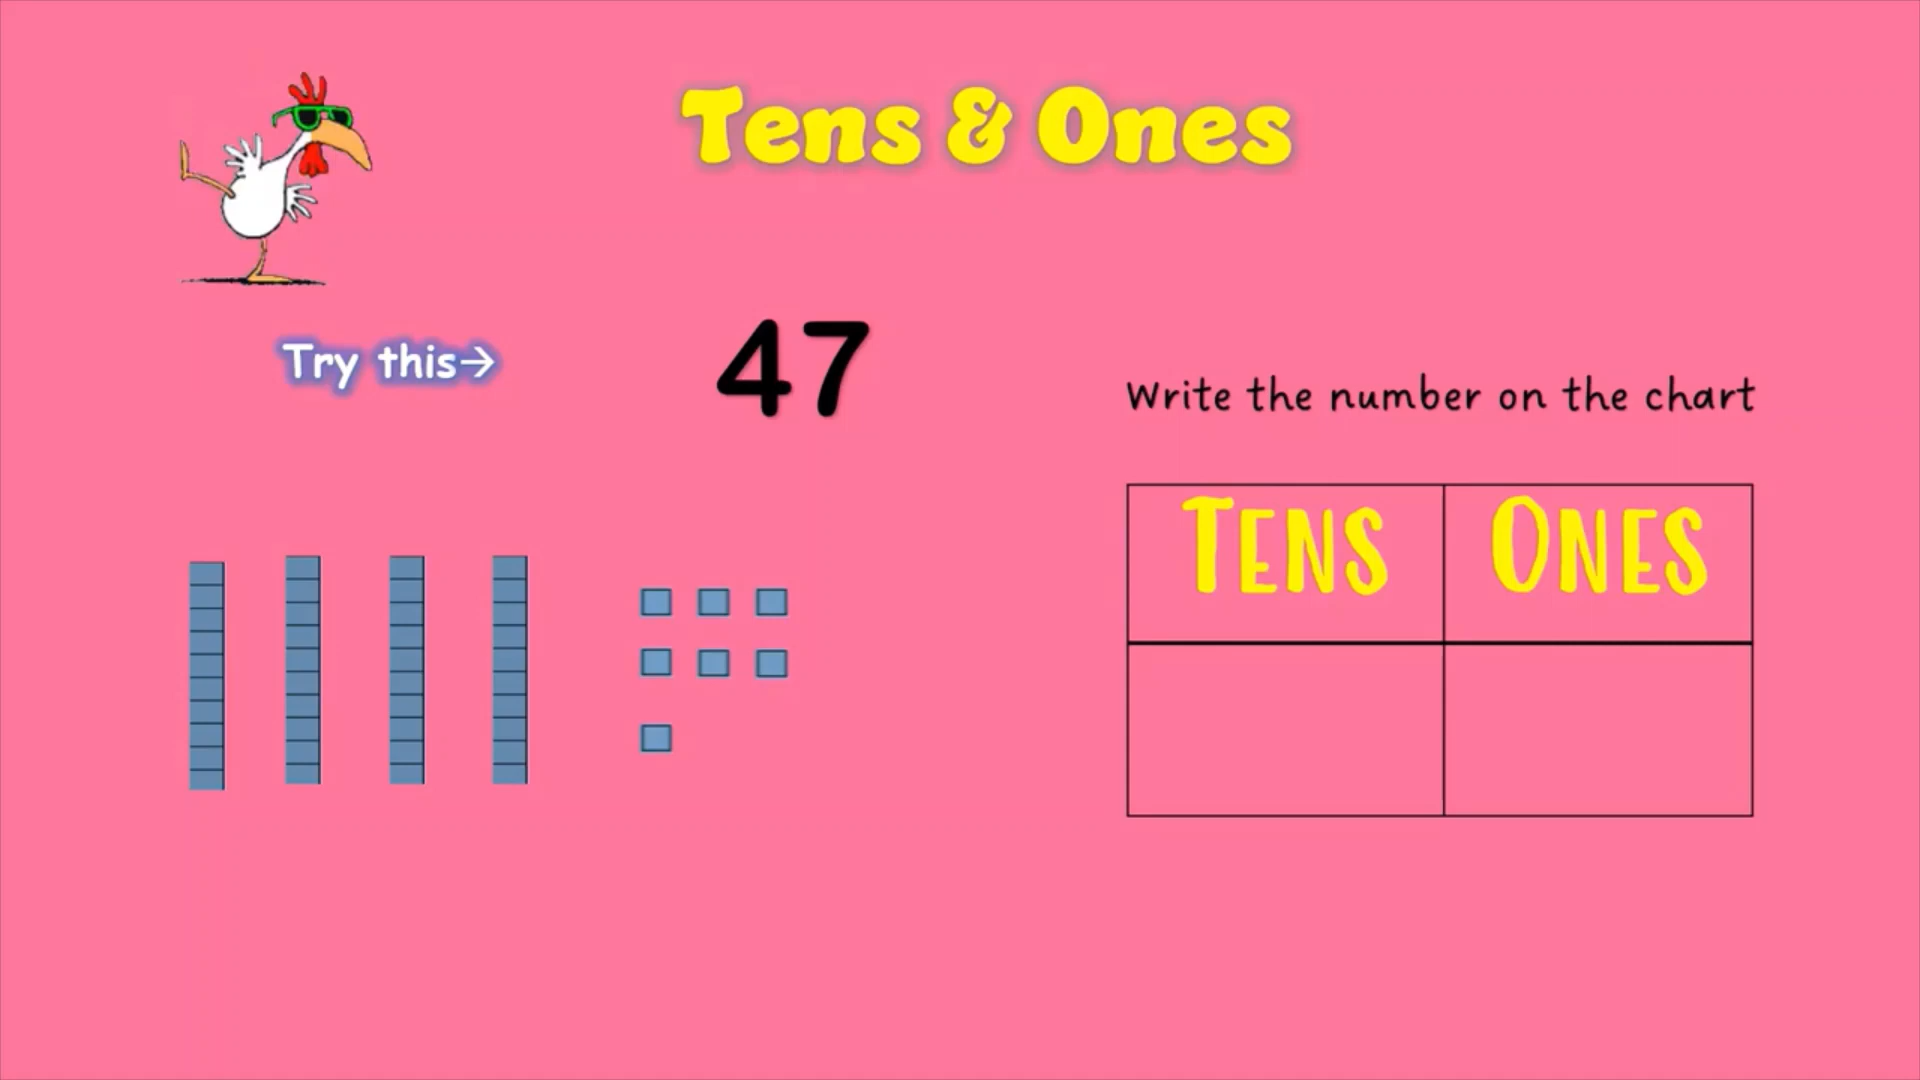 Tens & Ones
Try this→
47
Write the number on the chart
TENS ONES